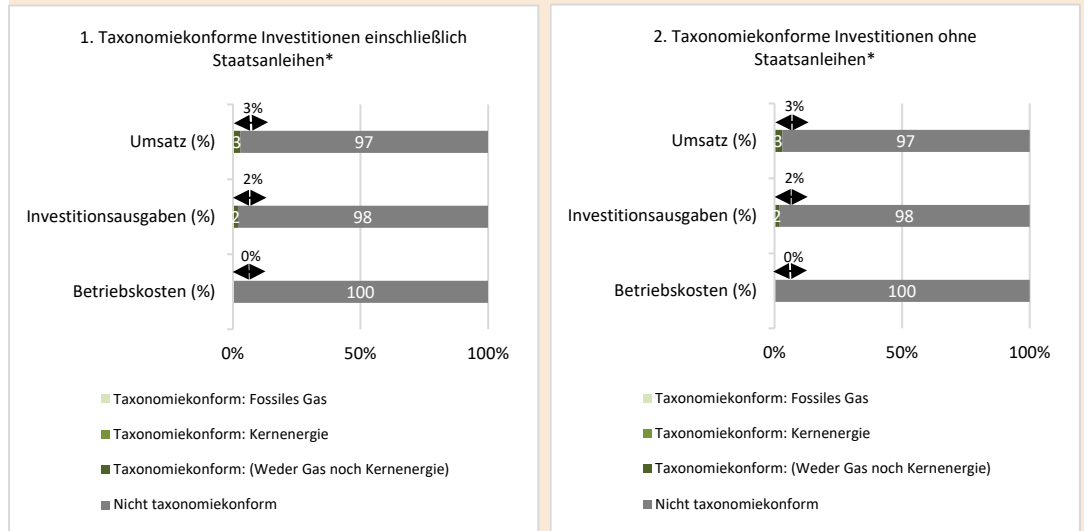 1. Taxonomiekonforme Investitionen einschließlich
Staatsanleihen*
3%
Umsatz (%)
3
97
2%
Investitionsausgaben (%)
2
98
0%
Betriebskosten (%)
100
0%
50%
100%
Taxonomiekonform: Fossiles Gas
Taxonomiekonform: Kernenergie
Taxonomiekonform: (Weder Gas noch Kernenergie)
Nicht taxonomiekonform
2. Taxonomiekonforme Investitionen ohne
Staatsanleihen*
3%
Umsatz (%)
3
97
2%
Investitionsausgaben (%)
2
98
0%
Betriebskosten (%)
100
0%
50%
100%
Taxonomiekonform: Fossiles Gas
Taxonomiekonform: Kernenergie
Taxonomiekonform: (Weder Gas noch Kernenergie)
Nicht taxonomiekonform